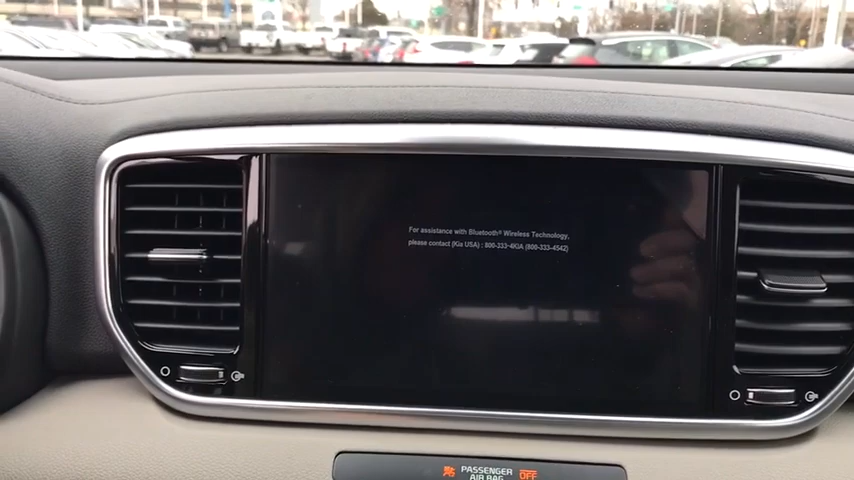 For assistance with Bluetooth® Wireless Technology,
please contact (Kia USA) : 800-333-4KIA (800-333-4542)
PASSENGER
AIR BAG
OFF